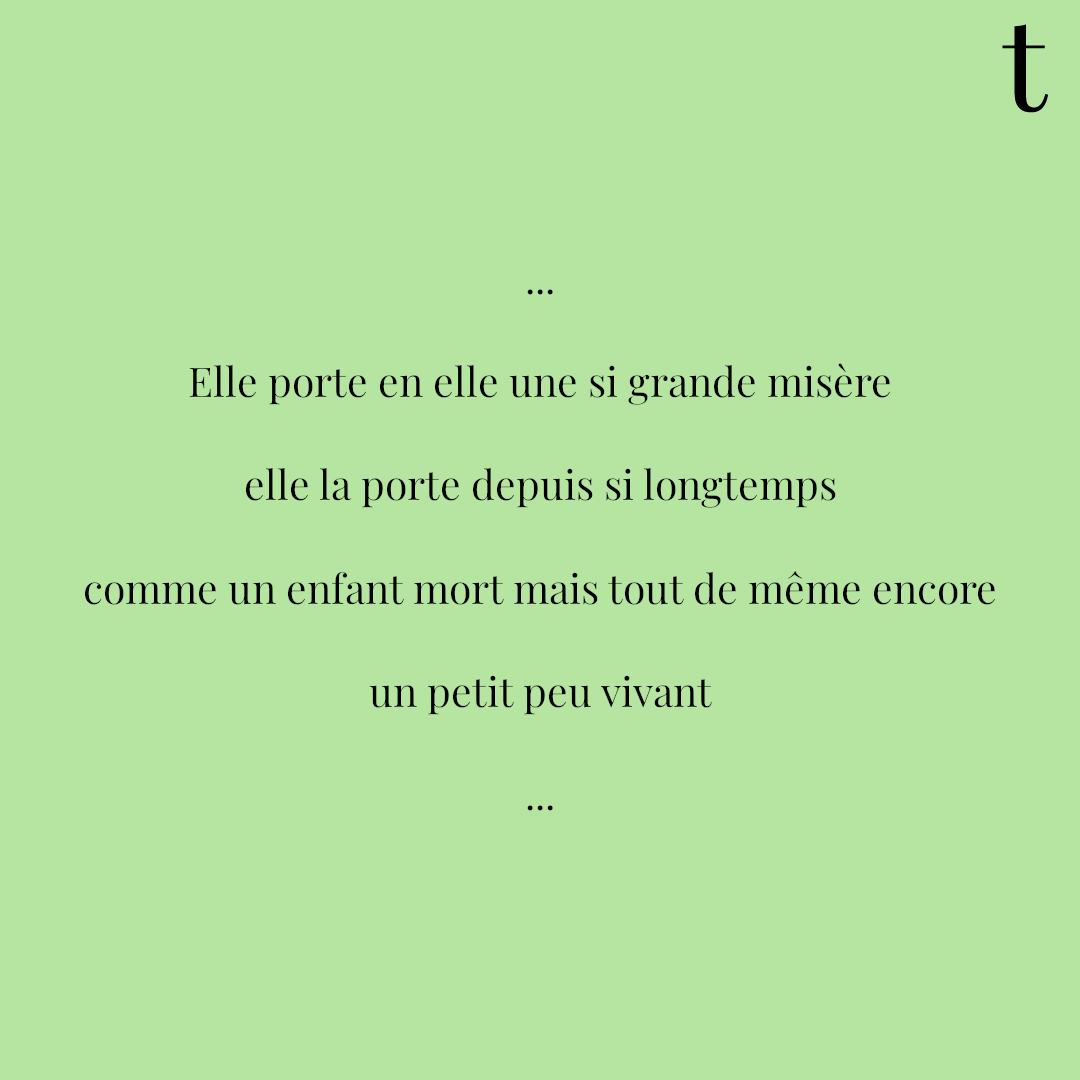 t
...
Elle porte en elle une si grande misère
elle la porte depuis si longtemps
comme un enfant mort mais tout de même encore
un petit peu vivant
...